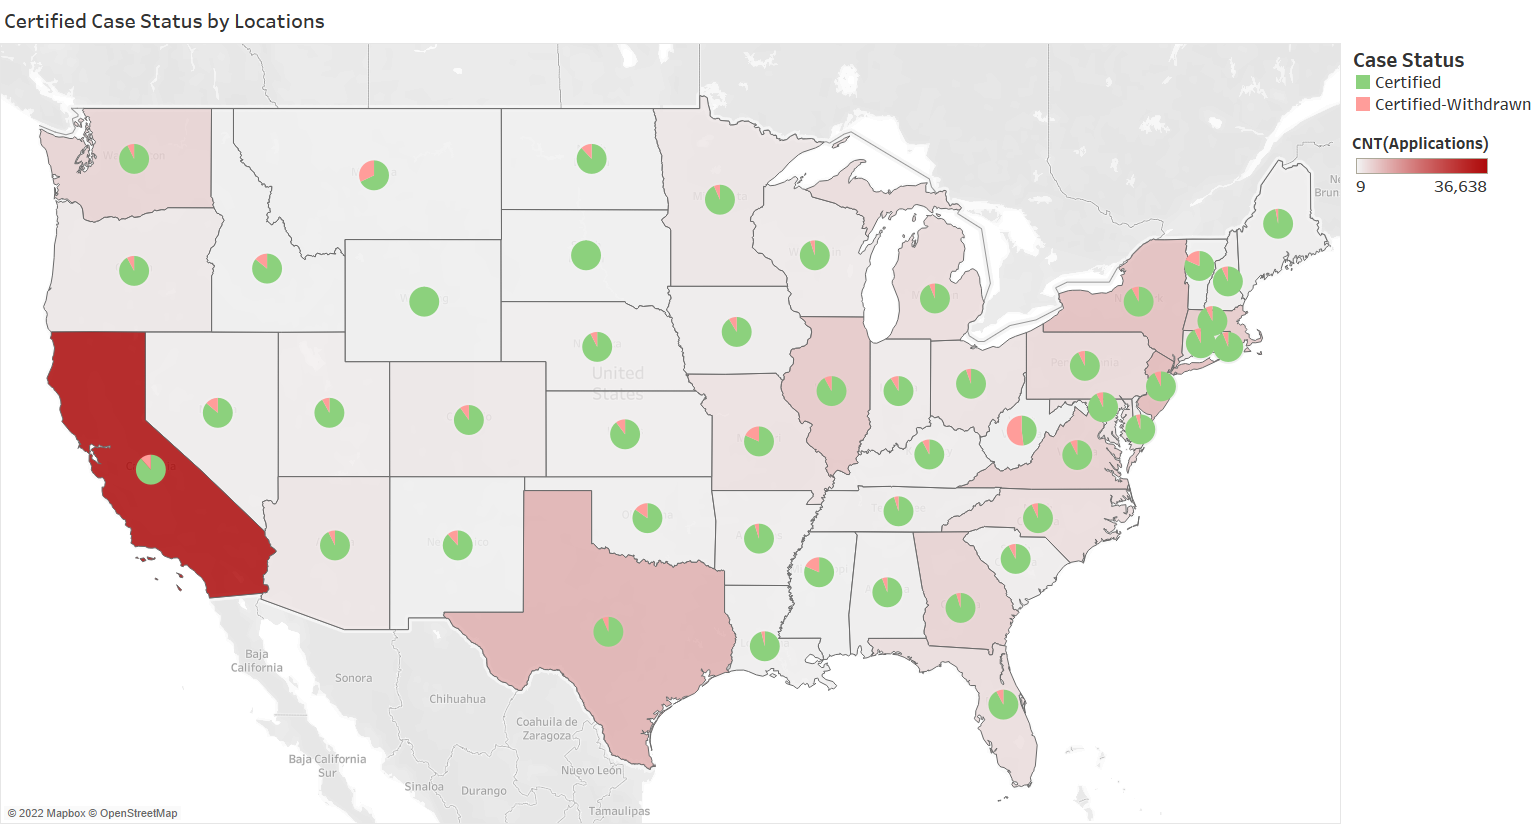 Certified Case Status by Locations
Case Status
Certified
Certified-Withdrawn
CNT(Applications)
9 36,638
United
States
Baja
California
Sonora
Chihuahua
Coahuila de
Zaragoza
Baja California
Sur
Nuevo León
Sinaloa
Durango
Tamaulipas
© 2022 Mapbox © OpenStreetMap